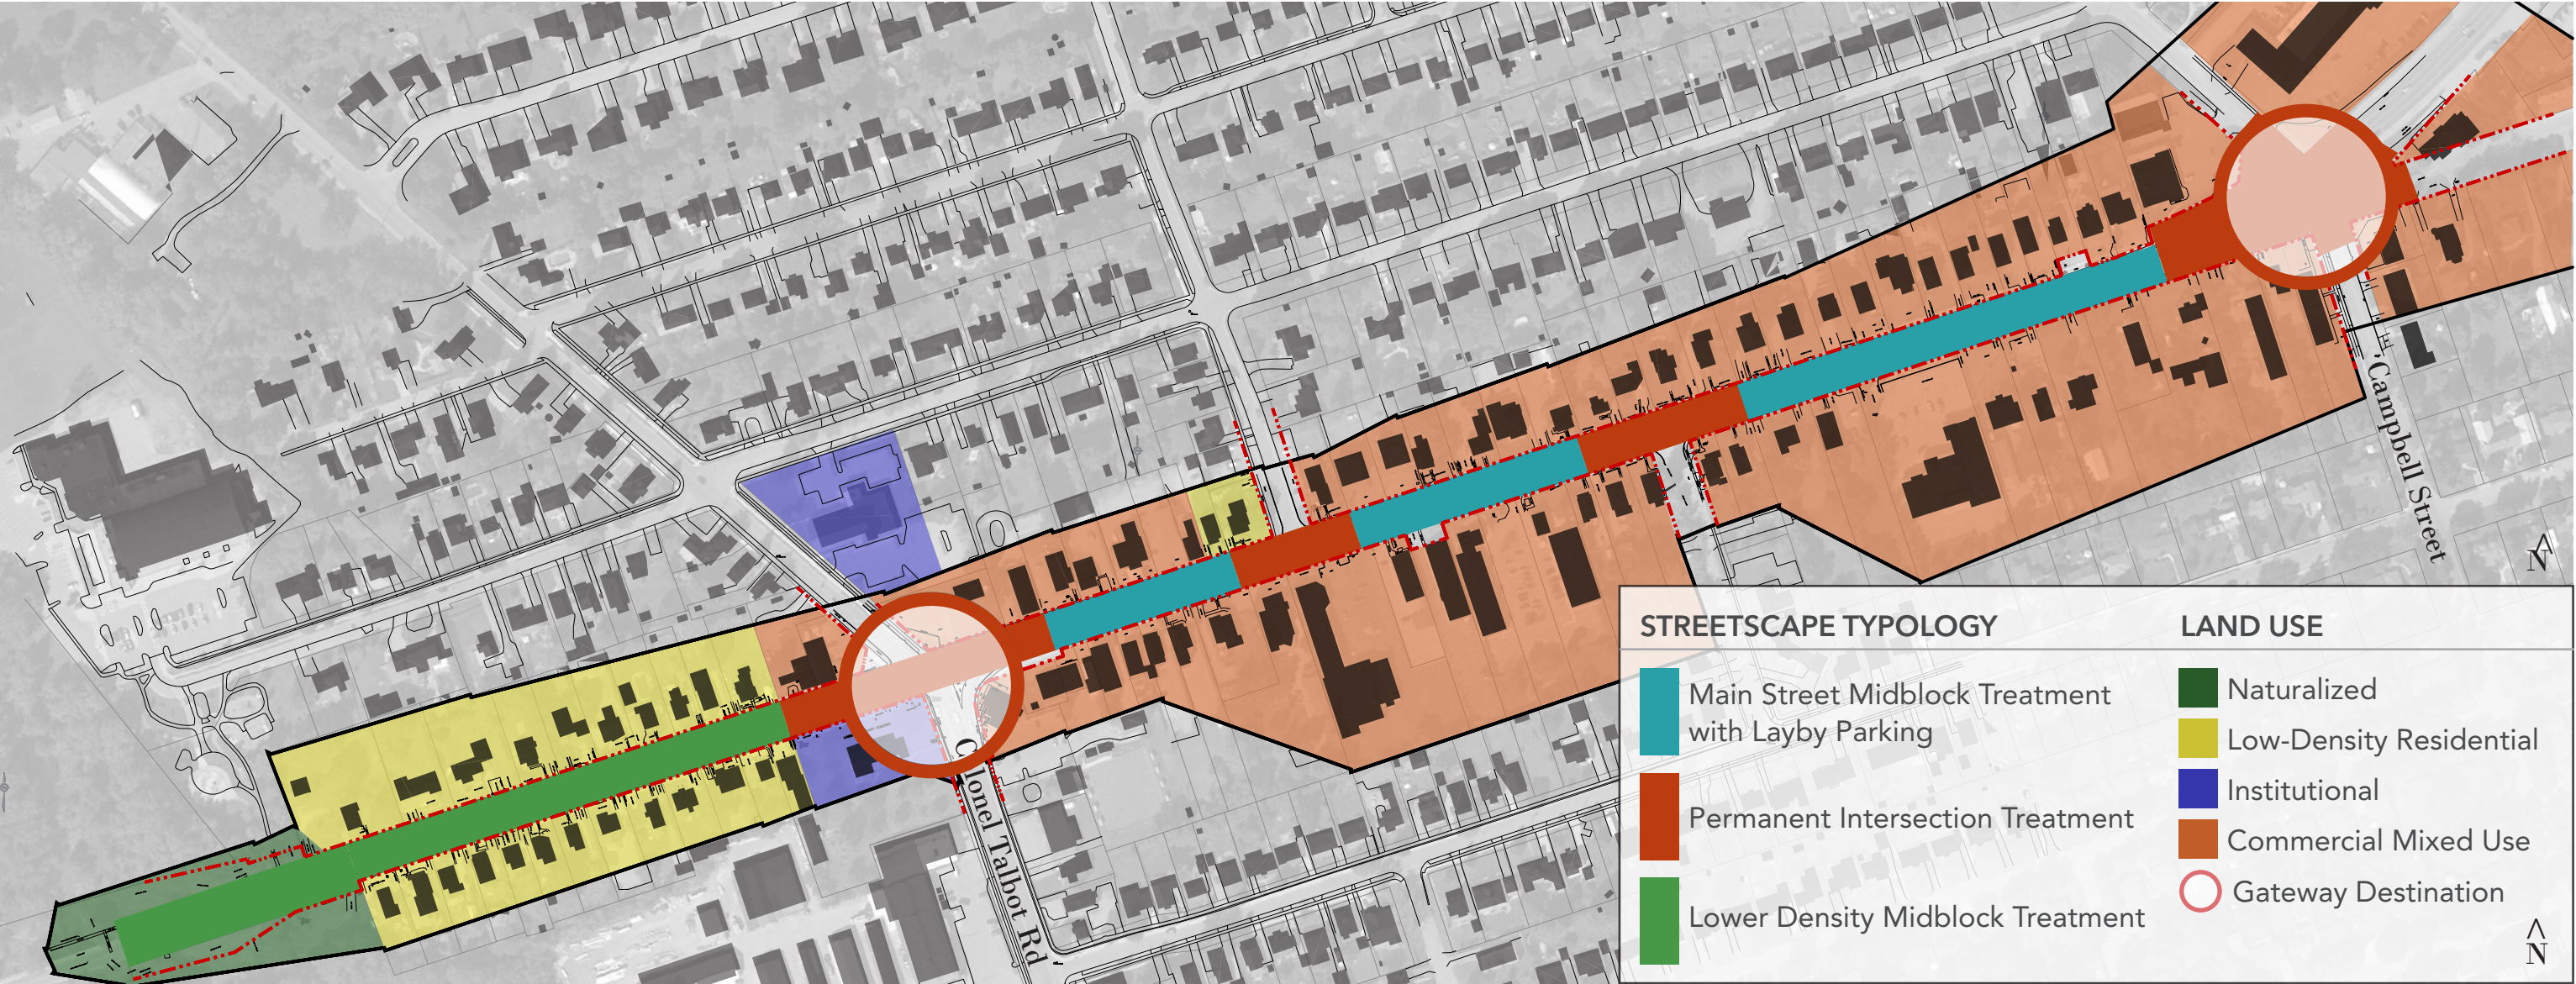 Campbell Street
N
Colonel Talbot Rd
STREETSCAPE TYPOLOGY
Main Street Midblock Treatment
with Layby Parking
Permanent Intersection Treatment
Lower Density Midblock Treatment
LAND USE
Naturalized
Low-Density Residential
Institutional
Commercial Mixed Use
Gateway Destination
N